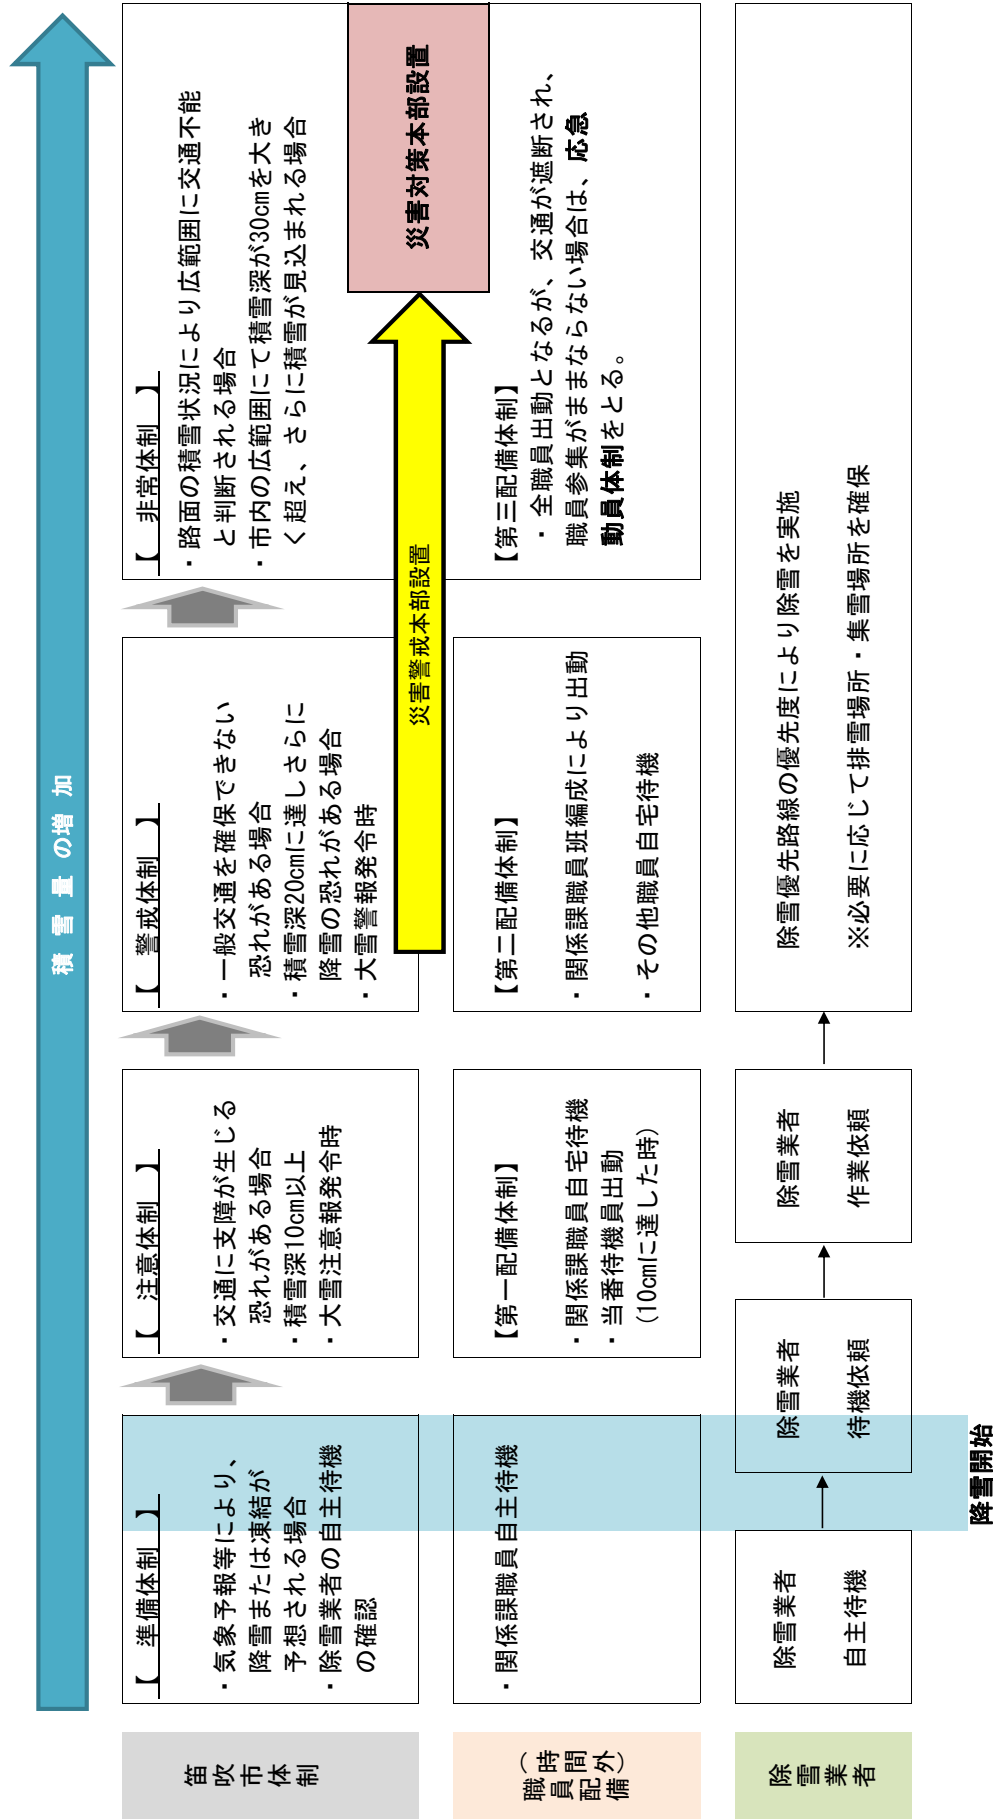 積雪量の増加
笛吹市体制
【　準備体制　】
・気象予報等により、
降雪または凍結が
予想される場合
・除雪業者の自主待機
の確認
【　注意体制　】
・交通に支障が生じる
恐れがある場合
・積雪深10cm以上
・大雪注意報発令時
【　警戒体制　】
・一般交通を確保できない
恐れがある場合
・積雪深20cmに達しさらに
降雪の恐れがある場合
・大雪警報発令時
【　非常体制　】
・路面の積雪状況により広範囲に交通不能
と判断される場合
・市内の広範囲にて積雪深が30cmを大き
く超え、さらに積雪が見込まれる場合
災害警戒本部設置
災害対策本部設置
（時間外）
職員配備
・関係課職員自主待機
【第一配備体制】
・関係課職員自宅待機
・当番待機員出動
(10cmに達した時)
【第二配備体制】
・関係課職員班編成により出動
・その他職員自宅待機
【第三配備体制】
・全職員出動となるが、交通が遮断され、
職員参集がままならない場合は、応急
動員体制をとる。
除雪業者
除雪業者
自主待機
除雪業者
待機依頼
除雪業者
作業依頼
除雪優先路線の優先度により除雪を実施
※必要に応じて排雪場所・集雪場所を確保
降雪開始